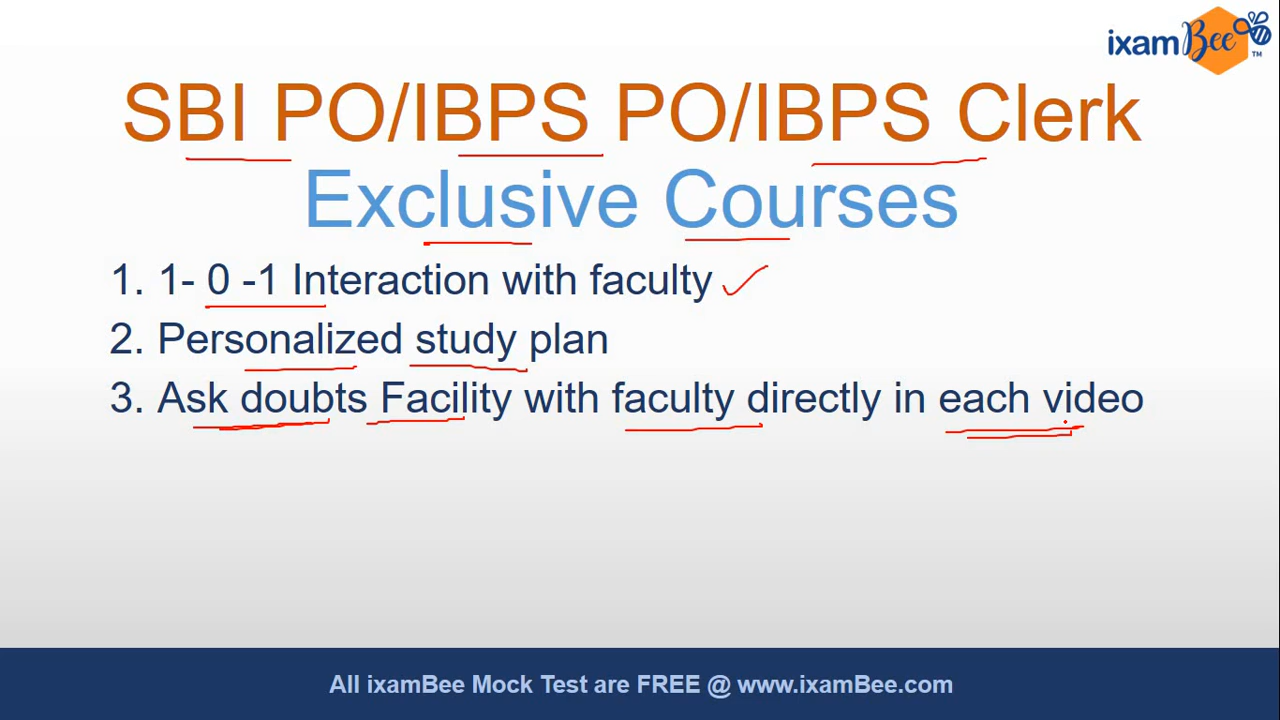 ixamBee
TM
SBI PO/IBPS PO/IBPS Clerk
Exclusive Courses
1. 1- 0 -1 Interaction with faculty
2. Personalized study plan
3. Ask doubts Facility with faculty directly in each video
All ixamBee Mock Test are FREE @ www.ixamBee.com